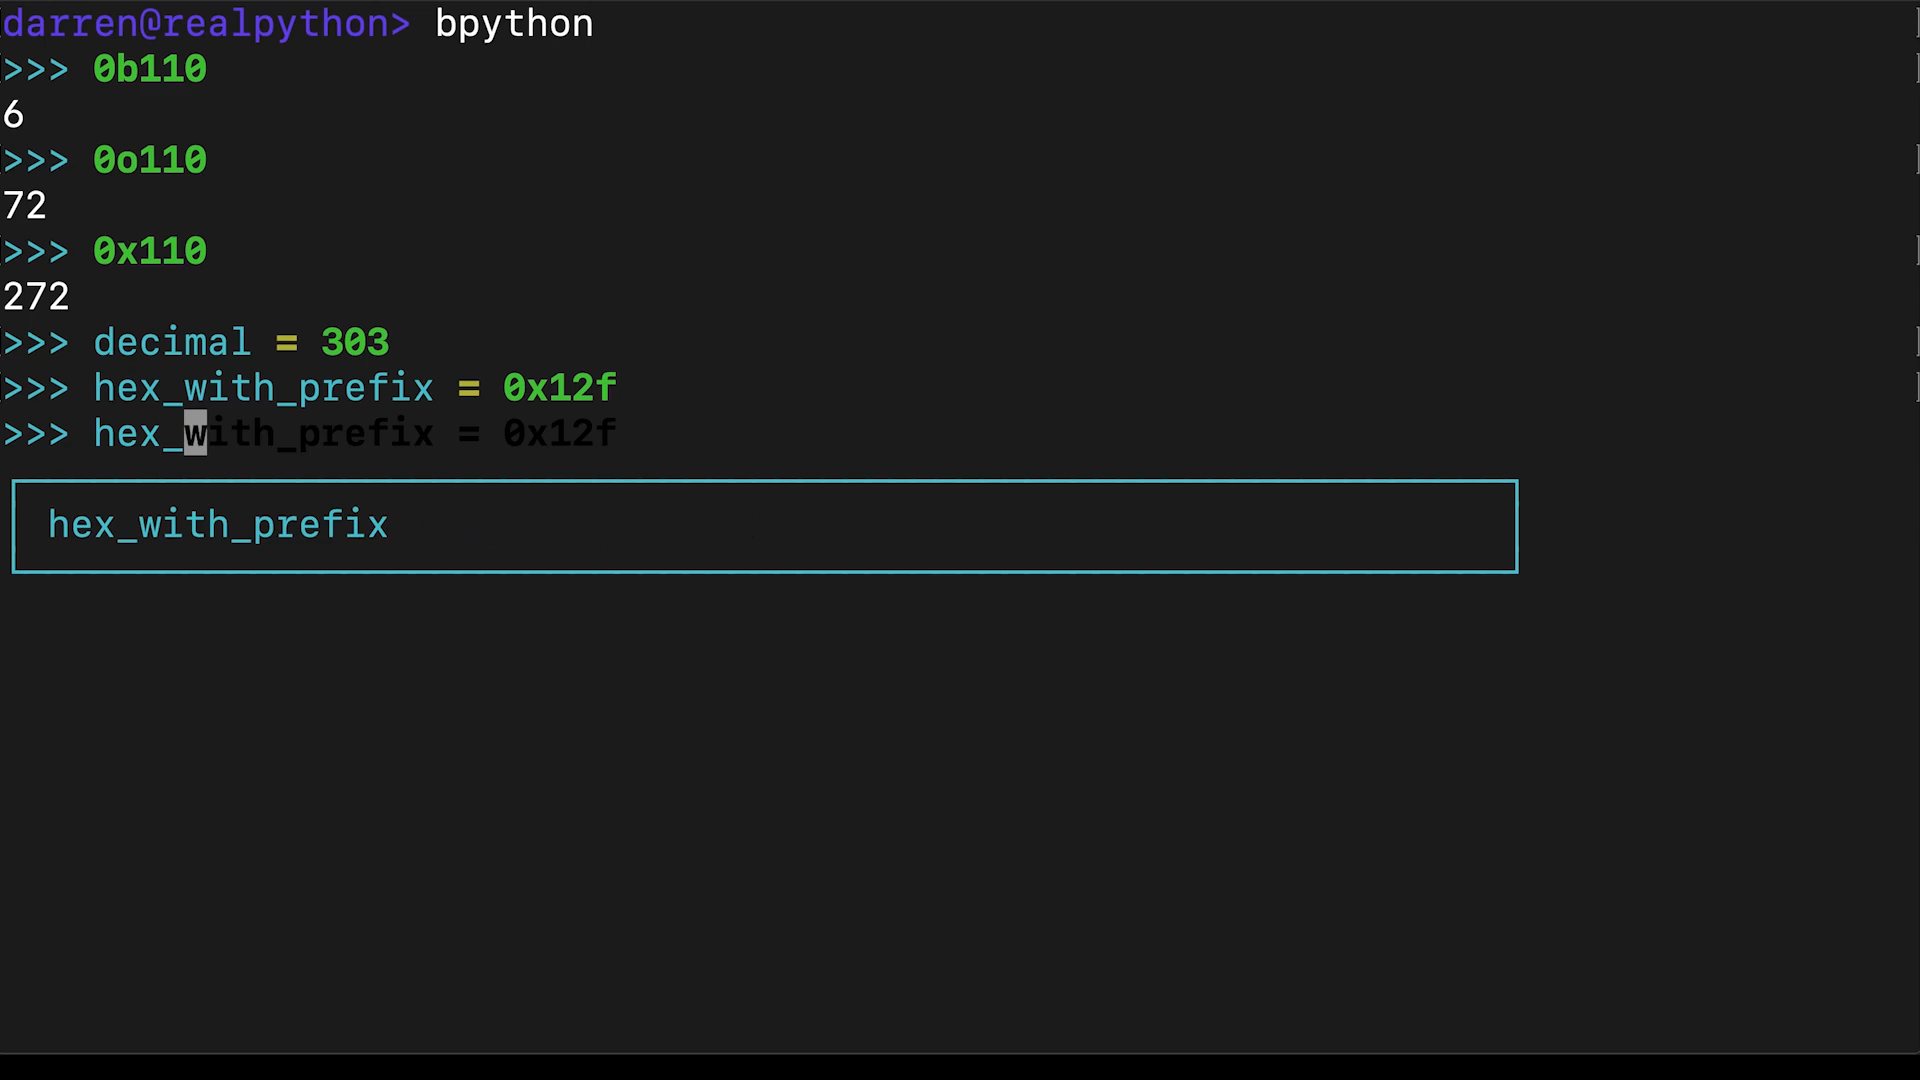 darren@realpython> bpython
>>> 0b110
6
>>> 0o110
72
>>> 0x110
272
>>> decimal = 303
>>> hex_with_prefix = 0x12f
>>> hex_with_prefix = 0x12f
hex_with_prefix